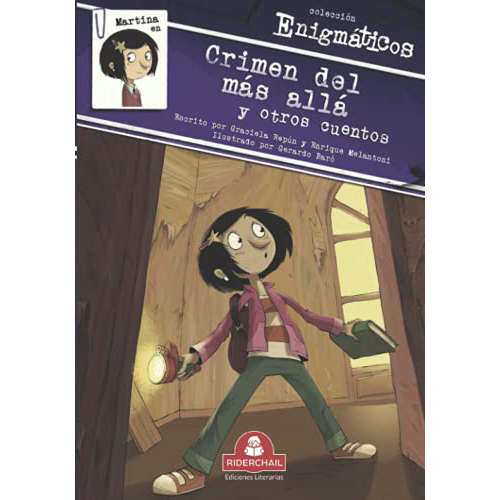 Martina
en
colección
Enigmáticos
Crimen del
más allá
y otros cuentos
Escrito por Graciela Repún y Enrique Melantoni
Ilustrado por Gerardo Baró
RIDERCHAIL
Ediciones Literarias